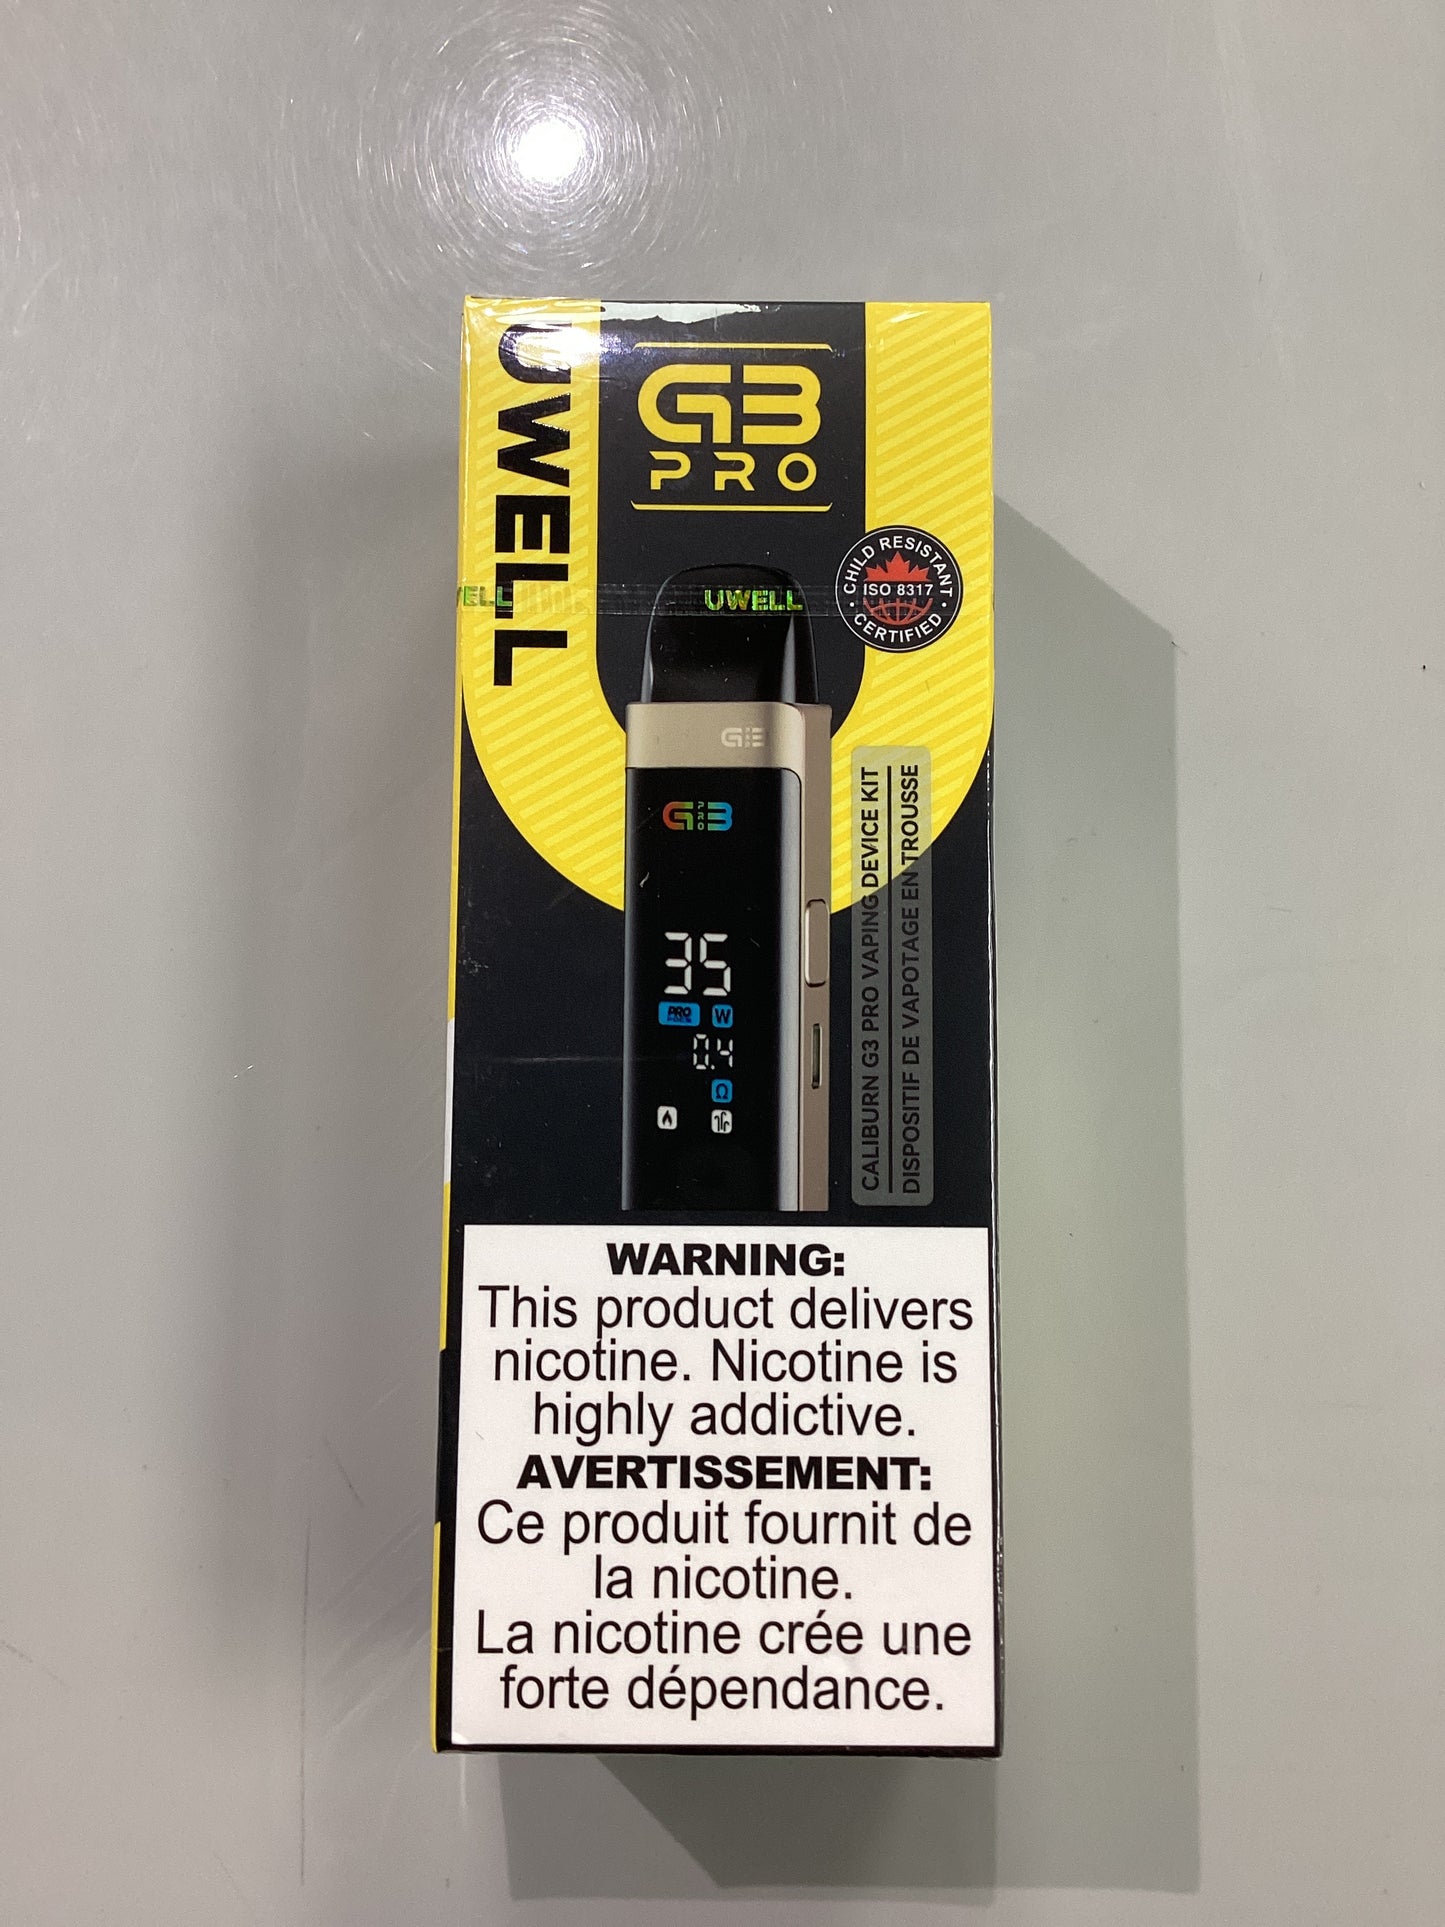 UWELL
G3
PRO
CHILD RESISTANT
ISO 8317
CERTIFIED
ELL
UWELL
G3
G3
PRO
35
PRO
W
0.4
Ω
CALIBURN G3 PRO VAPING DEVICE KIT
DISPOSITIF DE VAPOTAGE EN TROUSSE
WARNING:
This product delivers
nicotine. Nicotine is
highly addictive.
AVERTISSEMENT:
Ce produit fournit de
la nicotine.
La nicotine crée une
forte dépendance.